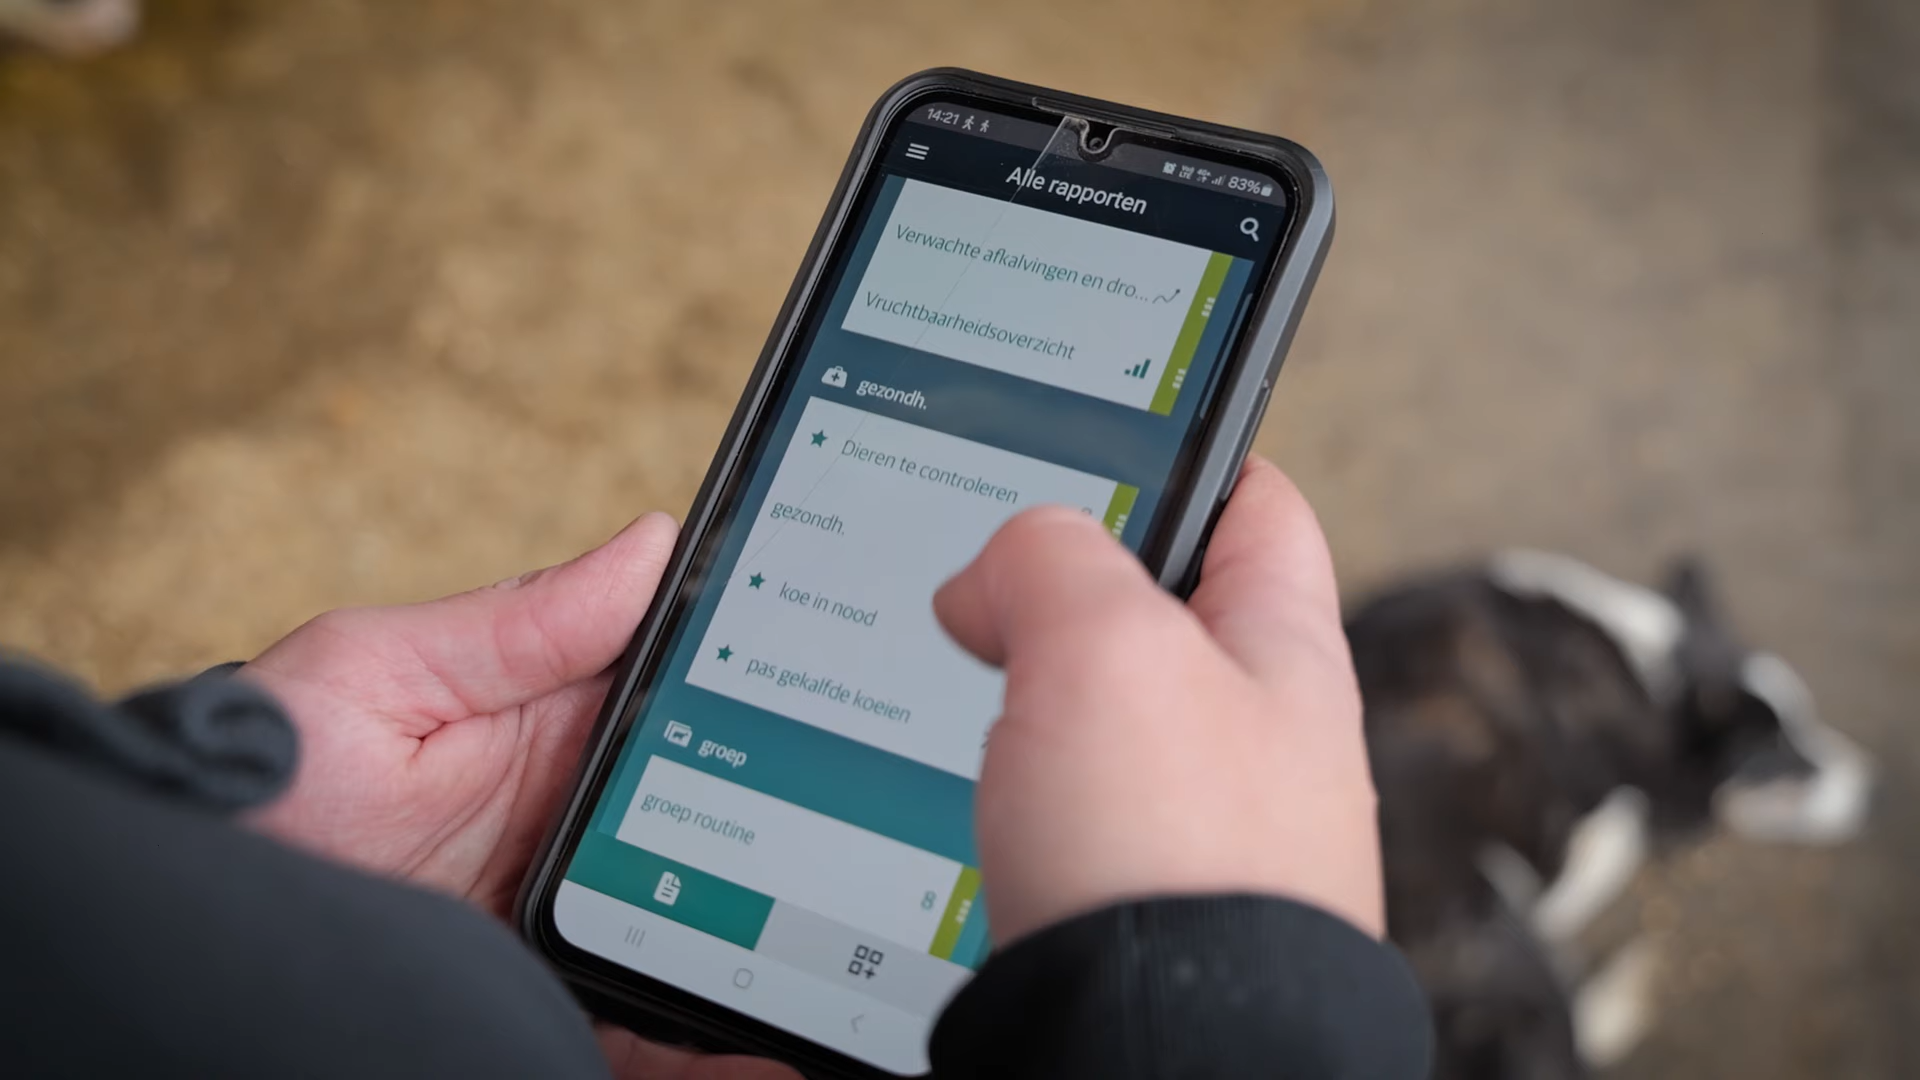 14:21
83%
Alle rapporten
Verwachte afkalvingen en dro...
Vruchtbaarheidsoverzicht
gezondh.
Dieren te controleren
gezondh.
koe in nood
pas gekalfde koeien
groep
groep routine
8